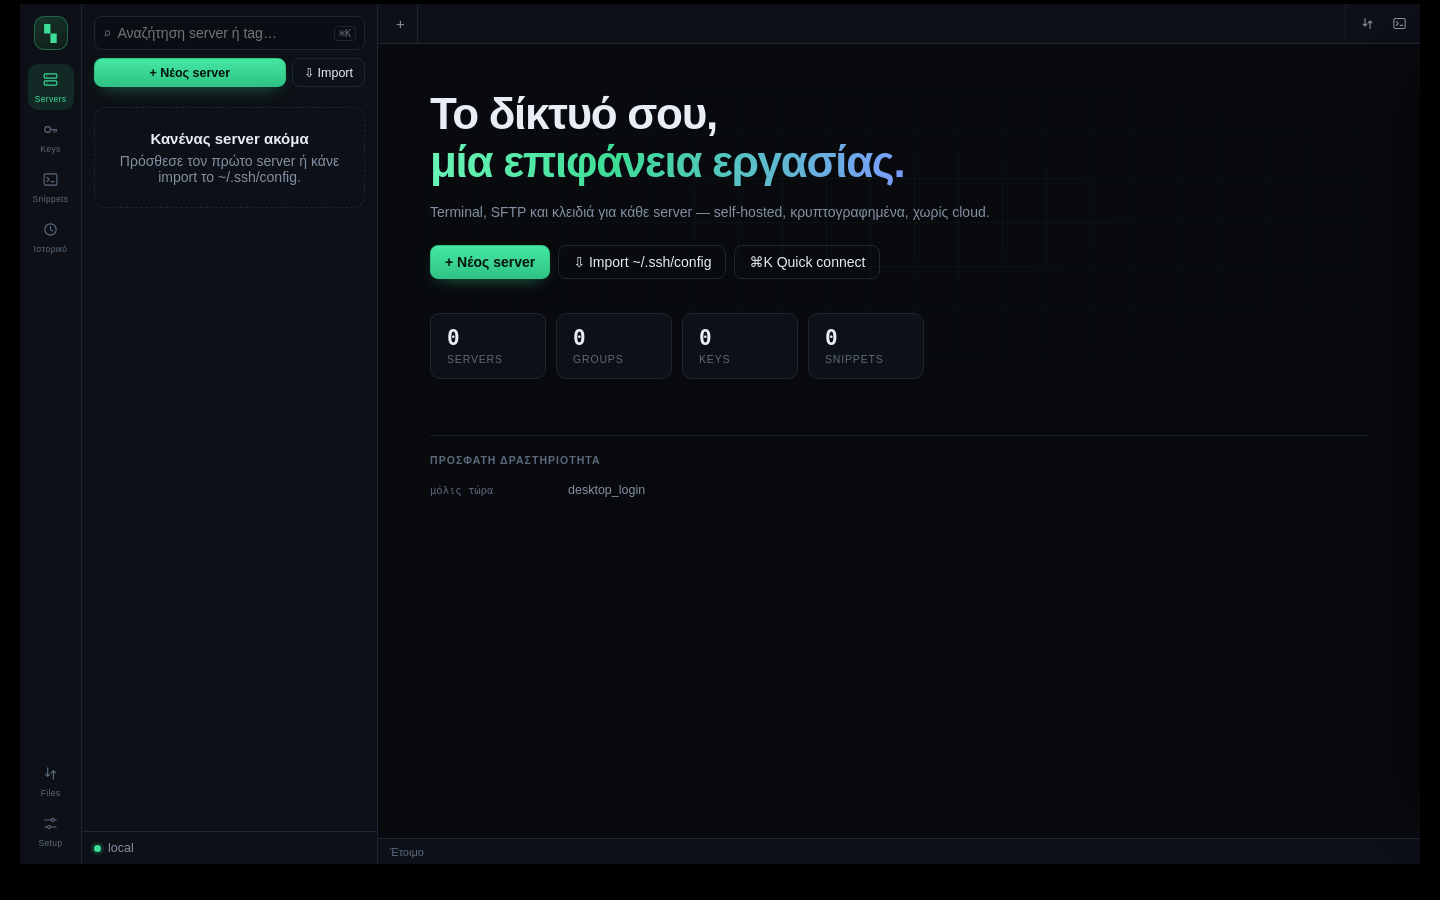 Αναζήτηση server ή tag…
⌘K
+ Νέος server
⇩ Import
Servers
Keys
Snippets
Ιστορικό
Κανένας server ακόμα
Πρόσθεσε τον πρώτο server ή κάνε
import το ~/.ssh/config.
Files
Setup
local
+
Το δίκτυό σου,
μία επιφάνεια εργασίας.
Terminal, SFTP και κλειδιά για κάθε server — self-hosted, κρυπτογραφημένα, χωρίς cloud.
+ Νέος server
⇩ Import ~/.ssh/config
⌘K Quick connect
0
SERVERS
0
GROUPS
0
KEYS
0
SNIPPETS
ΠΡΟΣΦΑΤΗ ΔΡΑΣΤΗΡΙΟΤΗΤΑ
μόλις τώρα desktop_login
Έτοιμο